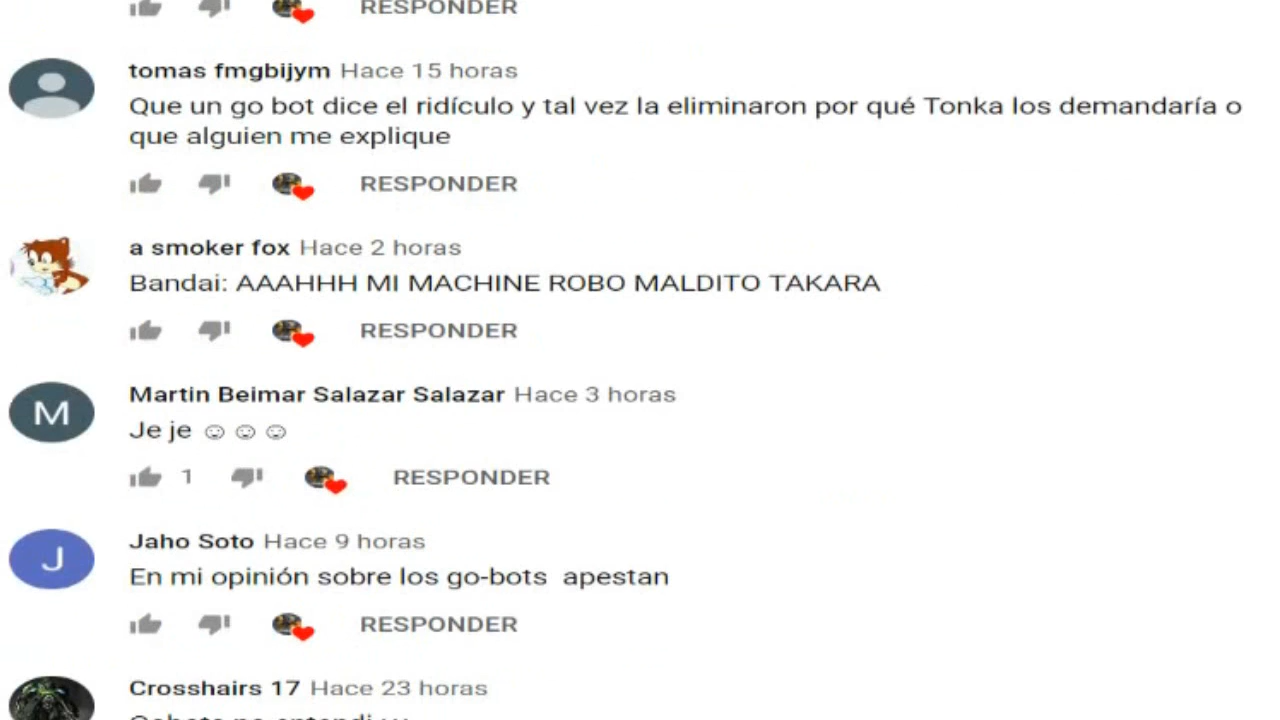 RESPONDER
tomas fmgbijym Hace 15 horas
Que un go bot dice el ridículo y tal vez la eliminaron por qué Tonka los demandaría o
que alguien me explique
RESPONDER
a smoker fox Hace 2 horas
Bandai: AAAHHH MI MACHINE ROBO MALDITO TAKARA
RESPONDER
M
Martin Beimar Salazar Salazar Hace 3 horas
Je je ☺ ☺ ☺
1 RESPONDER
J
Jaho Soto Hace 9 horas
En mi opinión sobre los go-bots apestan
RESPONDER
Crosshairs 17 Hace 23 horas